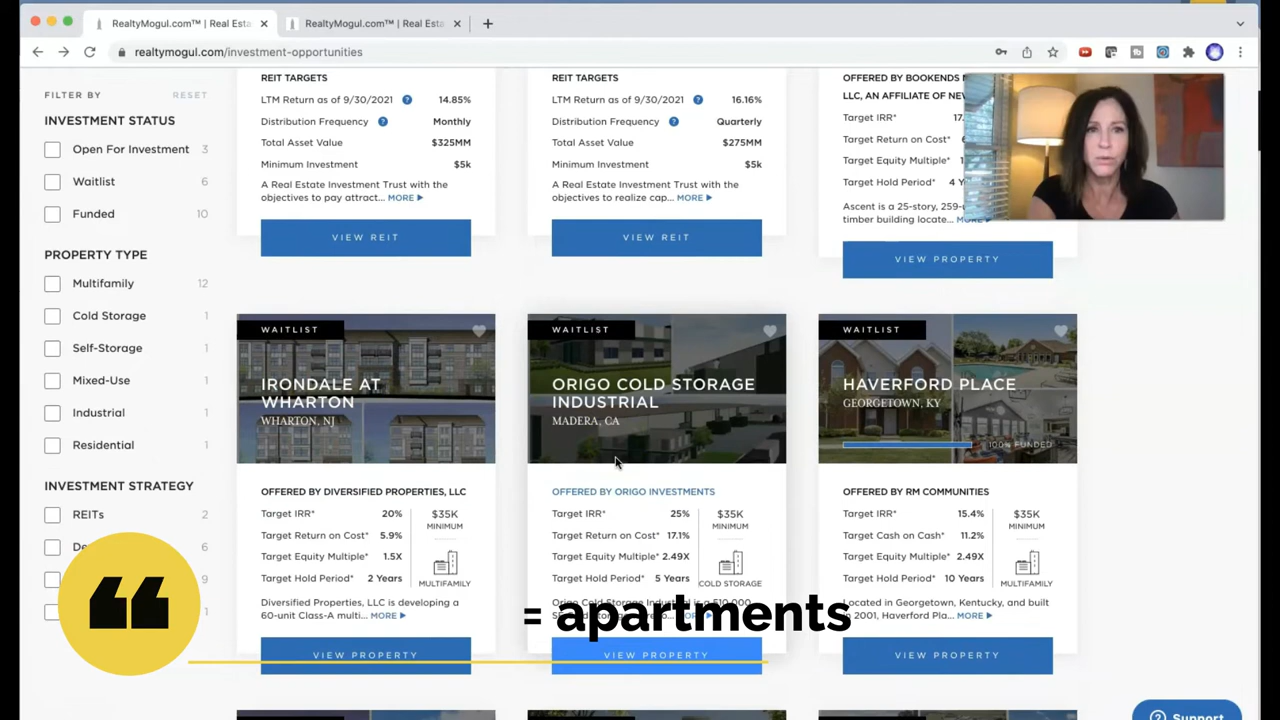 RealtyMogul.com™ | Real Esta
RealtyMogul.com™ | Real Esta
realtymogul.com/investment-opportunities
FILTER BY RESET
INVESTMENT STATUS
Open For Investment 3
Waitlist 6
Funded 10
PROPERTY TYPE
Multifamily 12
Cold Storage 1
Self-Storage 1
Mixed-Use 1
Industrial 1
Residential 1
INVESTMENT STRATEGY
REITs 2
6
9
1
REIT TARGETS
LTM Return as of 9/30/2021 ? 14.85%
Distribution Frequency ? Monthly
Total Asset Value $325MM
Minimum Investment $5k
A Real Estate Investment Trust with the
objectives to pay attract... MORE
VIEW REIT
REIT TARGETS
LTM Return as of 9/30/2021 ? 16.16%
Distribution Frequency ? Quarterly
Total Asset Value $275MM
Minimum Investment $5k
A Real Estate Investment Trust with the
objectives to realize cap... MORE
VIEW REIT
OFFERED BY BOOKENDS
LLC, AN AFFILIATE OF
Target IRR*
Target Return on Cost*
Target Equity Multiple*
Target Hold Period*
Ascent is a 25-story, 259-
timber building locate...
VIEW PROPERTY
WAITLIST
IRONDALE AT
WHARTON
WHARTON, NJ
OFFERED BY DIVERSIFIED PROPERTIES, LLC
Target IRR* 20%
Target Return on Cost* 5.9%
Target Equity Multiple* 1.5X
Target Hold Period* 2 Years
$35K
MINIMUM
MULTIFAMILY
Diversified Properties, LLC is developing a
60-unit Class-A multi... MORE
VIEW PROPERTY
WAITLIST
ORIGO COLD STORAGE
INDUSTRIAL
MADERA, CA
OFFERED BY ORIGO INVESTMENTS
Target IRR* 25%
Target Return on Cost* 17.1%
Target Equity Multiple* 2.49X
Target Hold Period* 5 Years
$35K
MINIMUM
COLD STORAGE
Origo Cold Storage Industrial is a 510,000
VIEW PROPERTY
WAITLIST
HAVERFORD PLACE
GEORGETOWN, KY
100% FUNDED
OFFERED BY RM COMMUNITIES
Target IRR* 15.4%
Target Cash on Cash* 11.2%
Target Equity Multiple* 2.49X
Target Hold Period* 10 Years
$35K
MINIMUM
MULTIFAMILY
Located in Georgetown, Kentucky, and built
in 2001, Haverford Pla... MORE
VIEW PROPERTY
“
= apartments
? Support